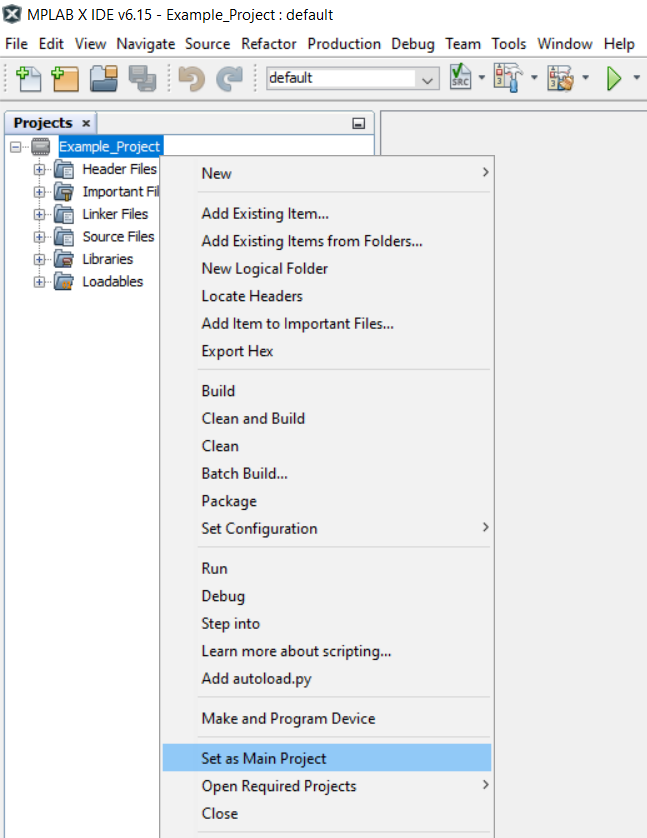 MPLAB X IDE v6.15 - Example_Project : default
File Edit View Navigate Source Refactor Production Debug Team Tools Window Help
default
SRC
3
3
Projects ×
Example_Project
Header Files
Important Fil
Linker Files
Source Files
Libraries
Loadables
New
Add Existing Item...
Add Existing Items from Folders...
New Logical Folder
Locate Headers
Add Item to Important Files...
Export Hex
Build
Clean and Build
Clean
Batch Build...
Package
Set Configuration
Run
Debug
Step into
Learn more about scripting...
Add autoload.py
Make and Program Device
Set as Main Project
Open Required Projects
Close